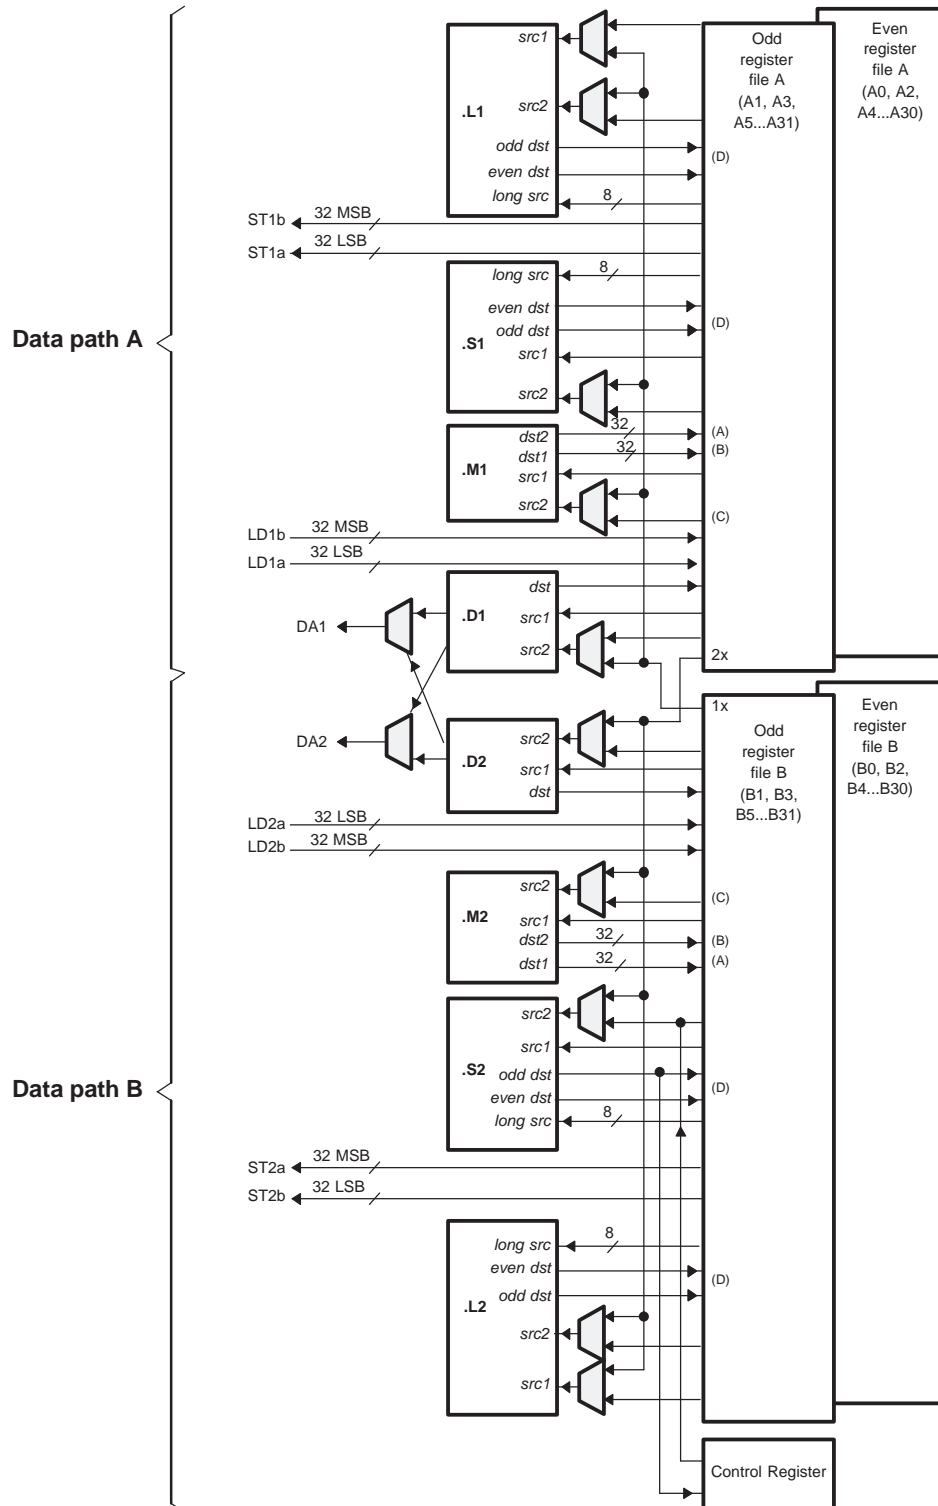 src1
Odd
register
file A
(A1, A3,
A5...A31)
Even
register
file A
(A0, A2,
A4...A30)
.L1
src2
odd dst
(D)
even dst
long src
8
ST1b
32 MSB
ST1a
32 LSB
long src
8
even dst
(D)
odd dst
Data path A
.S1
src1
src2
dst2
32
(A)
dst1
32
(B)
.M1
src1
src2
(C)
LD1b
32 MSB
LD1a
32 LSB
dst
.D1
src1
DA1
src2
2x
1x
Odd
register
file B
(B1, B3,
B5...B31)
Even
register
file B
(B0, B2,
B4...B30)
DA2
src2
.D2
src1
dst
LD2a
32 LSB
LD2b
32 MSB
src2
(C)
.M2
src1
dst2
32
(B)
dst1
32
(A)
src2
src1
.S2
odd dst
(D)
Data path B
even dst
long src
8
ST2a
32 MSB
ST2b
32 LSB
long src
8
even dst
(D)
odd dst
.L2
src2
src1
Control Register